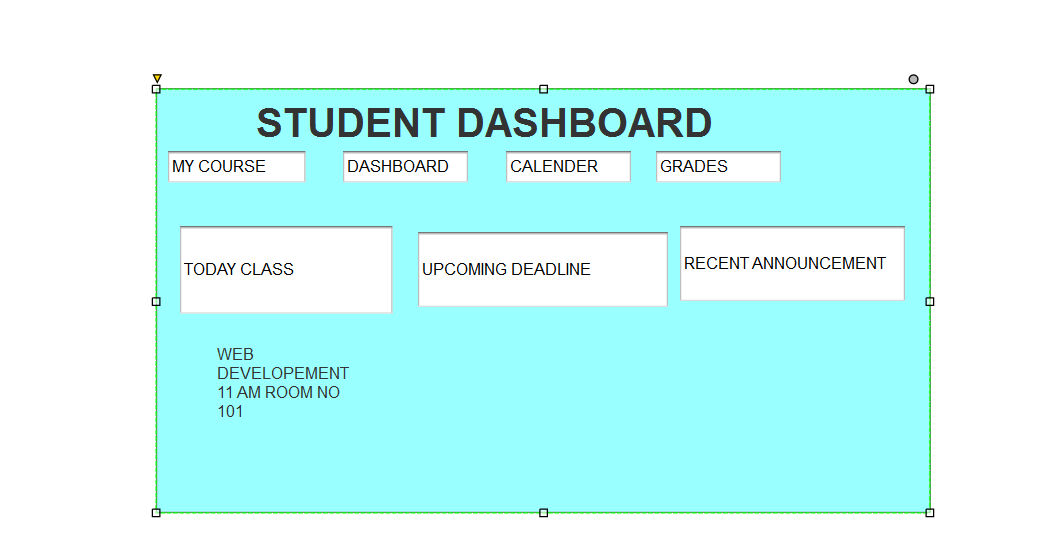 STUDENT DASHBOARD
MY COURSE
DASHBOARD
CALENDER
GRADES
TODAY CLASS
UPCOMING DEADLINE
RECENT ANNOUNCEMENT
WEB
DEVELOPEMENT
11 AM ROOM NO
101